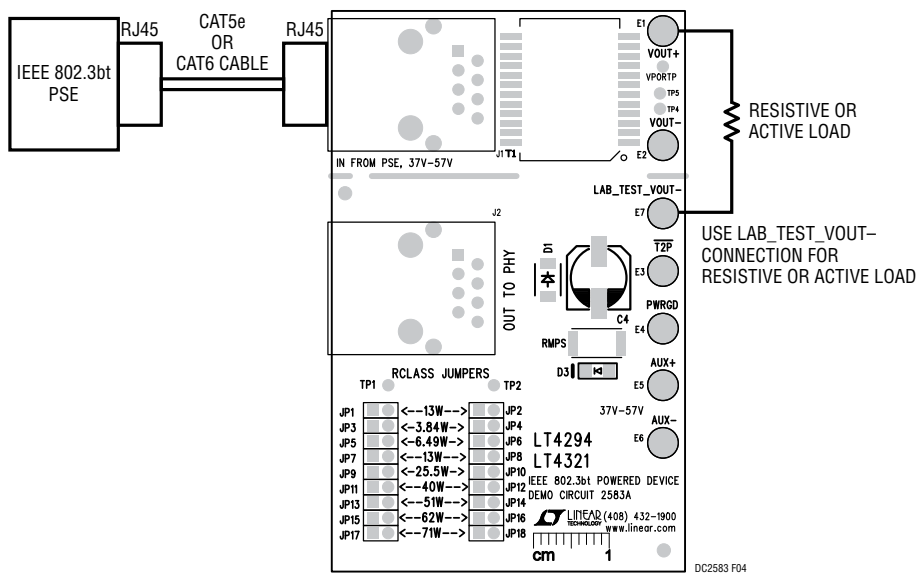 IEEE 802.3bt
PSE
RJ45
CAT5e
OR
CAT6 CABLE
RJ45
E1
VOUT+
VPORTP
TP5
TP4
VOUT-
E2
J1 T1
IN FROM PSE, 37V-57V
RESISTIVE OR
ACTIVE LOAD
LAB_TEST_VOUT-
E7
USE LAB_TEST_VOUT–
CONNECTION FOR
RESISTIVE OR ACTIVE LOAD
J2
OUT TO PHY
D1
T2P
E3
C4
PWRGD
E4
RMPS
D3
AUX+
E5
37V-57V
AUX-
E6
RCLASS JUMPERS
TP1
TP2
JP1 <--13W--> JP2
JP3 <-3.84W-> JP4
JP5 <-6.49W-> JP6
JP7 <--13W--> JP8
JP9 <-25.5W-> JP10
JP11 <--40W--> JP12
JP13 <--51W--> JP14
JP15 <--62W--> JP16
JP17 <--71W--> JP18
LT4294
LT4321
IEEE 802.3bt POWERED DEVICE
DEMO CIRCUIT 2583A
LT LINEAR TECHNOLOGY (408) 432-1900
www.linear.com
cm 1
DC2583 F04